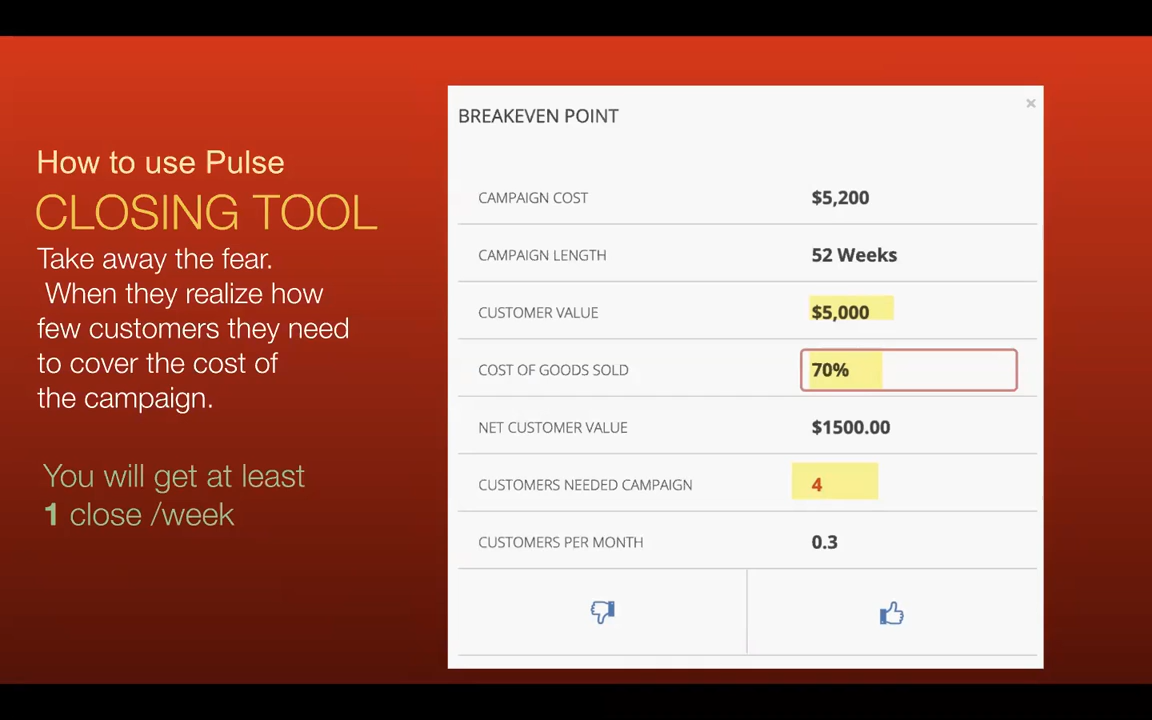 How to use Pulse
CLOSING TOOL
Take away the fear.
When they realize how
few customers they need
to cover the cost of
the campaign.
You will get at least
1 close /week
×
BREAKEVEN POINT
CAMPAIGN COST $5,200
CAMPAIGN LENGTH 52 Weeks
CUSTOMER VALUE $5,000
COST OF GOODS SOLD 70%
NET CUSTOMER VALUE $1500.00
CUSTOMERS NEEDED CAMPAIGN 4
CUSTOMERS PER MONTH 0.3